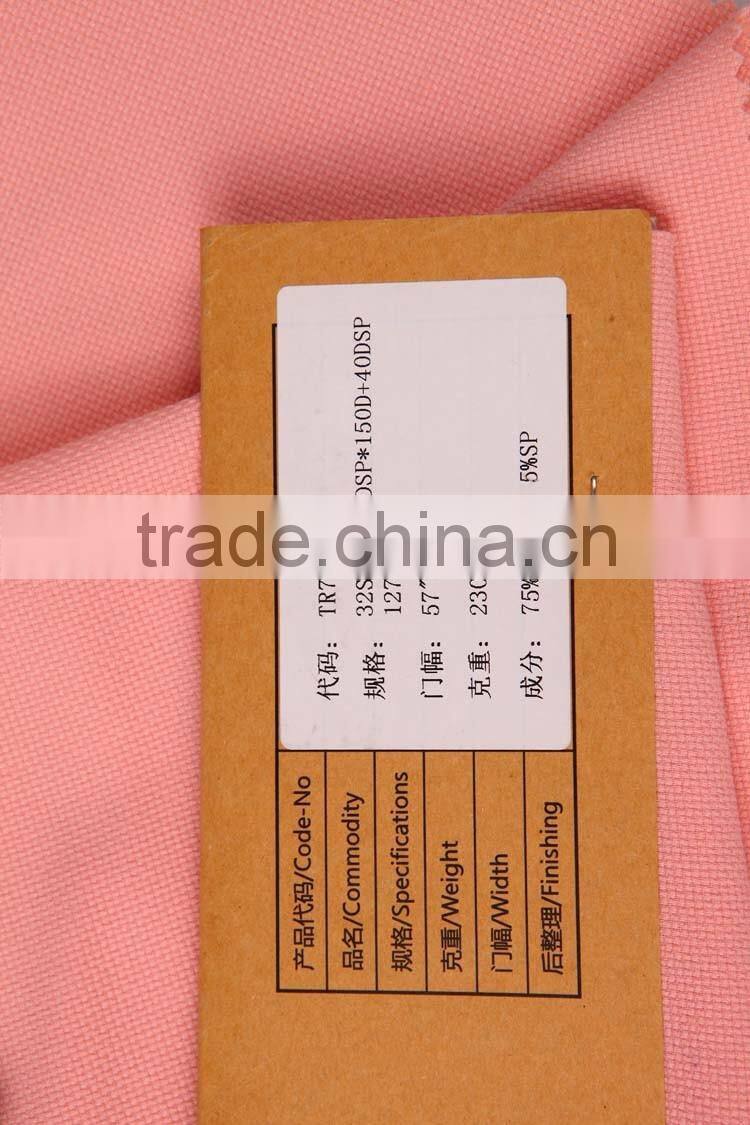 代码: TR7
规格: 32S DSP*150D+40DSP
127
门幅: 57"
克重: 230
成分: 75% 5%SP
产品代码/Code-No
品名/Commodity
规格/Specifications
克重/Weight
门幅/Width
后整理/Finishing
trade.china.cn